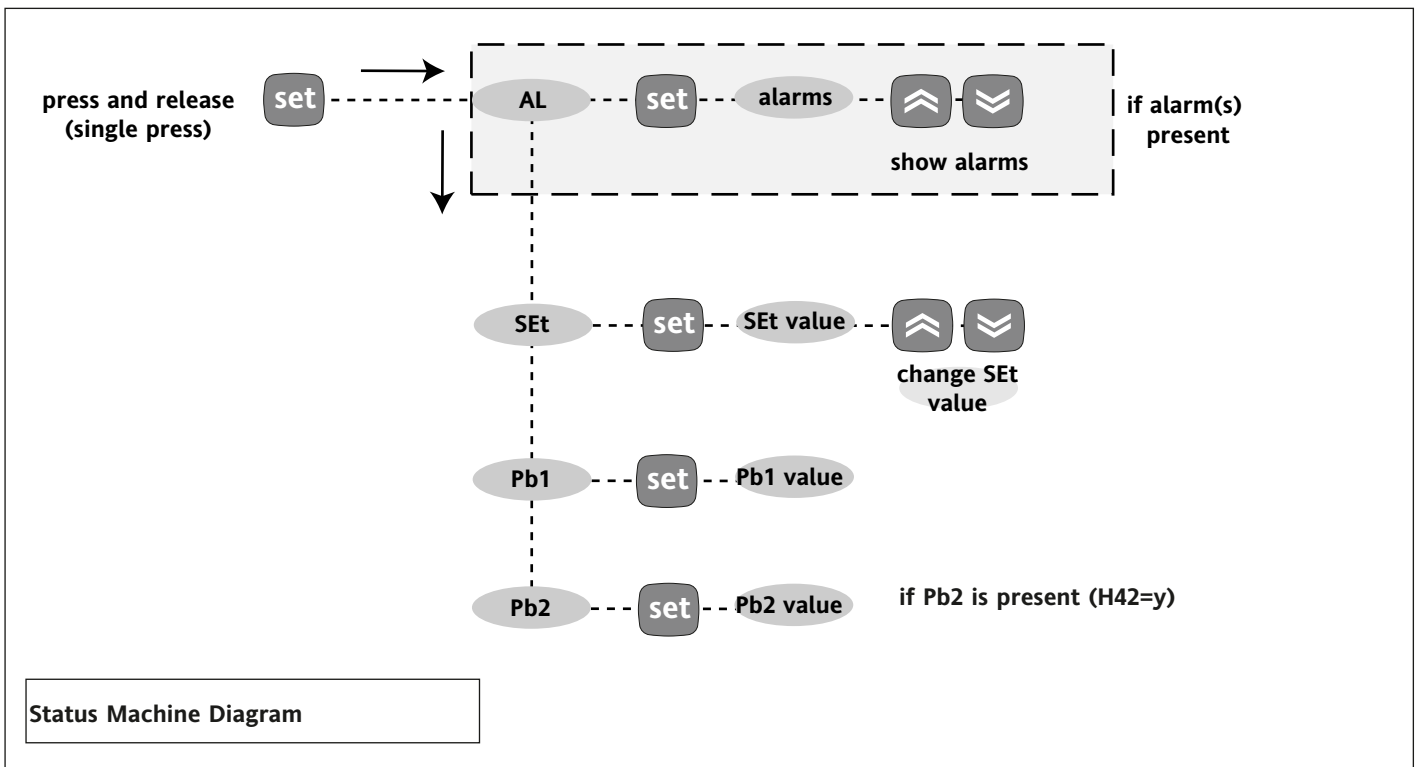 press and release
(single press)
set
AL
set
alarms
show alarms
if alarm(s)
present
SEt
set
SEt value
change SEt
value
Pb1
set
Pb1 value
Pb2
set
Pb2 value
if Pb2 is present (H42=y)
Status Machine Diagram